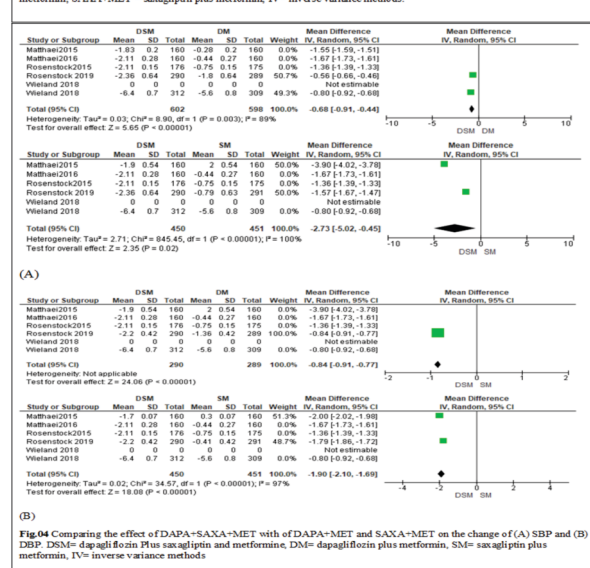 metformin, SAXA+MET = saxagliptin plus metformin, IV= inverse variance methods.
DSM DM Mean Difference Mean Difference
Study or Subgroup Mean SD Total Mean SD Total Weight IV, Random, 95% CI IV, Random, 95% CI
Matthaei2015 -1.83 0.2 160 -0.28 0.2 160 0.0% -1.55 [-1.59, -1.51]
Matthaei2016 -2.11 0.28 160 -0.44 0.27 160 0.0% -1.67 [-1.73, -1.61]
Rosenstock2015 -2.11 0.15 176 -0.75 0.15 175 0.0% -1.36 [-1.39, -1.33]
Rosenstock 2019 -2.36 0.64 290 -1.8 0.64 289 50.7% -0.56 [-0.66, -0.46]
Wieland 2018 0 0 0 0 0 0 Not estimable
Wieland 2018 -6.4 0.7 312 -5.6 0.8 309 49.3% -0.80 [-0.92, -0.68]
Total (95% CI) 602 598 100.0% -0.68 [-0.91, -0.44]
Heterogeneity: Tau² = 0.03; Chi² = 8.90, df = 1 (P = 0.003); I² = 89%
Test for overall effect: Z = 5.65 (P < 0.00001)
-10 -5 0 5 10
DSM DM
DSM SM Mean Difference Mean Difference
Study or Subgroup Mean SD Total Mean SD Total Weight IV, Random, 95% CI IV, Random, 95% CI
Matthaei2015 -1.9 0.54 160 2 0.54 160 50.0% -3.90 [-4.02, -3.78]
Matthaei2016 -2.11 0.28 160 -0.44 0.27 160 0.0% -1.67 [-1.73, -1.61]
Rosenstock2015 -2.11 0.15 176 -0.75 0.15 175 0.0% -1.36 [-1.39, -1.33]
Rosenstock 2019 -2.36 0.64 290 -0.79 0.63 291 50.0% -1.57 [-1.67, -1.47]
Wieland 2018 0 0 0 0 0 0 Not estimable
Wieland 2018 -6.4 0.7 312 -5.6 0.8 309 0.0% -0.80 [-0.92, -0.68]
Total (95% CI) 450 451 100.0% -2.73 [-5.02, -0.45]
Heterogeneity: Tau² = 2.71; Chi² = 845.45, df = 1 (P < 0.00001); I² = 100%
Test for overall effect: Z = 2.35 (P = 0.02)
-10 -5 0 5 10
DSM SM
(A)
DSM DM Mean Difference Mean Difference
Study or Subgroup Mean SD Total Mean SD Total Weight IV, Random, 95% CI IV, Random, 95% CI
Matthaei2015 -1.9 0.54 160 2 0.54 160 0.0% -3.90 [-4.02, -3.78]
Matthaei2016 -2.11 0.28 160 -0.44 0.27 160 0.0% -1.67 [-1.73, -1.61]
Rosenstock2015 -2.11 0.15 176 -0.75 0.15 175 0.0% -1.36 [-1.39, -1.33]
Rosenstock 2019 -2.2 0.42 290 -1.36 0.42 289 100.0% -0.84 [-0.91, -0.77]
Wieland 2018 0 0 0 0 0 0 Not estimable
Wieland 2018 -6.4 0.7 312 -5.6 0.8 309 0.0% -0.80 [-0.92, -0.68]
Total (95% CI) 290 289 100.0% -0.84 [-0.91, -0.77]
Heterogeneity: Not applicable
Test for overall effect: Z = 24.06 (P < 0.00001)
-2 -1 0 1 2
DSM SM
DSM SM Mean Difference Mean Difference
Study or Subgroup Mean SD Total Mean SD Total Weight IV, Random, 95% CI IV, Random, 95% CI
Matthaei2015 -1.7 0.07 160 0.3 0.07 160 51.3% -2.00 [-2.02, -1.98]
Matthaei2016 -2.11 0.28 160 -0.44 0.27 160 0.0% -1.67 [-1.73, -1.61]
Rosenstock2015 -2.11 0.15 176 -0.75 0.15 175 0.0% -1.36 [-1.39, -1.33]
Rosenstock 2019 -2.2 0.42 290 -0.41 0.42 291 48.7% -1.79 [-1.86, -1.72]
Wieland 2018 0 0 0 0 0 0 Not estimable
Wieland 2018 -6.4 0.7 312 -5.6 0.8 309 0.0% -0.80 [-0.92, -0.68]
Total (95% CI) 450 451 100.0% -1.90 [-2.10, -1.69]
Heterogeneity: Tau² = 0.02; Chi² = 34.57, df = 1 (P < 0.00001); I² = 97%
Test for overall effect: Z = 18.08 (P < 0.00001)
-4 -2 0 2 4
DSM SM
(B)
Fig.04 Comparing the effect of DAPA+SAXA+MET with of DAPA+MET and SAXA+MET on the change of (A) SBP and (B)
DBP. DSM= dapagliflozin Plus saxagliptin and metformine, DM= dapagliflozin plus metformin, SM= saxagliptin plus
metformin, IV= inverse variance methods